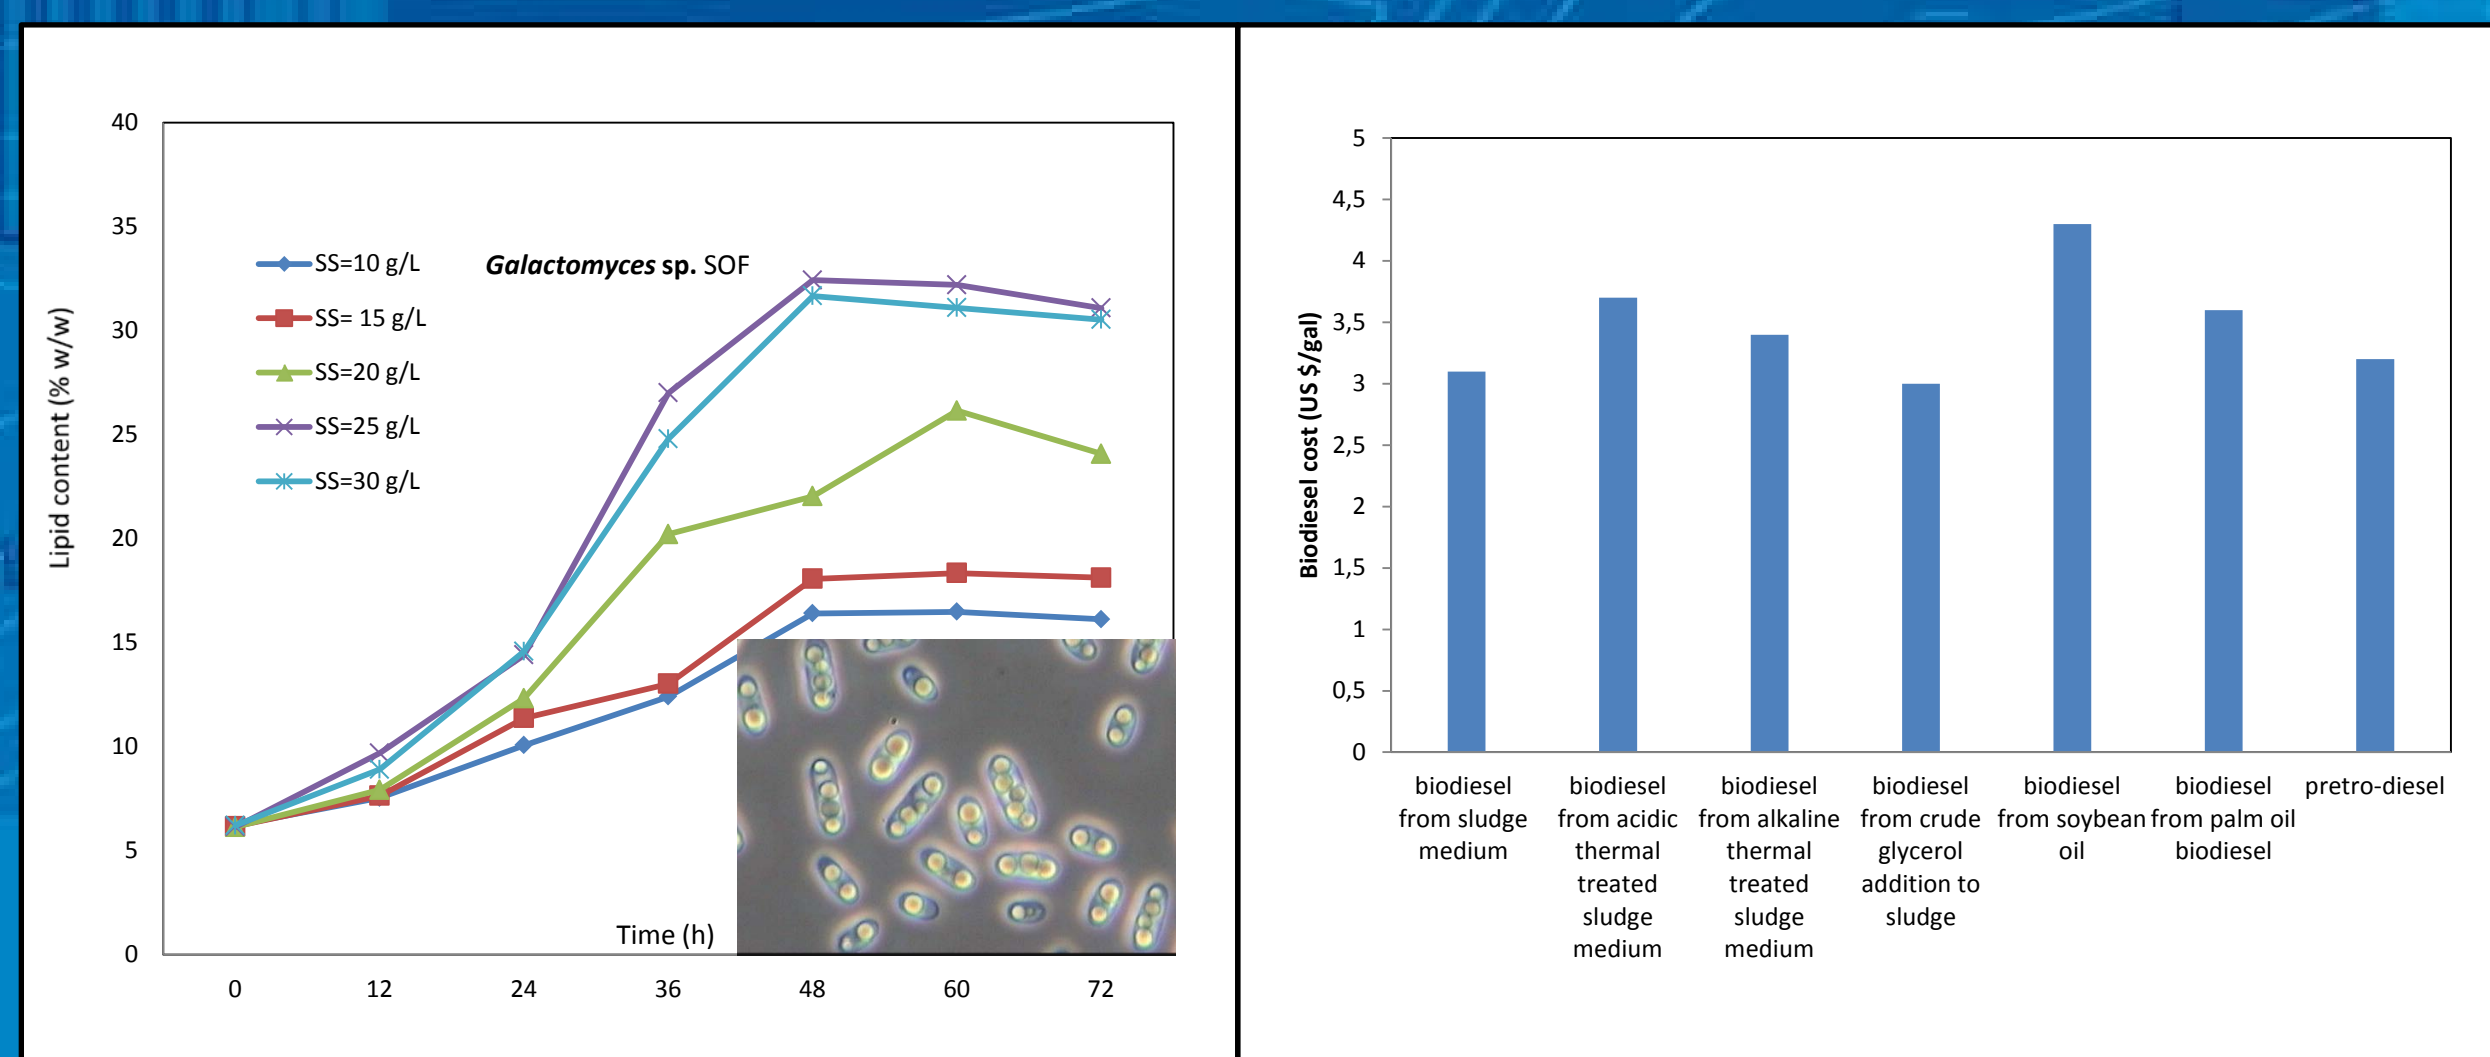 40
35
30
25
20
15
10
5
0
Lipid content (% w/w)
SS=10 g/L
SS= 15 g/L
SS=20 g/L
SS=25 g/L
SS=30 g/L
Galactomyces sp. SOF
Time (h)
0 12 24 36 48 60 72
5
4,5
4
3,5
3
2,5
2
1,5
1
0,5
0
Biodiesel cost (US $/gal)
biodiesel
from sludge
medium
biodiesel
from acidic
thermal
treated
sludge
medium
biodiesel
from alkaline
thermal
treated
sludge
medium
biodiesel
from crude
glycerol
addition to
sludge
biodiesel
from soybean
oil
biodiesel
from palm oil
biodiesel
pretro-diesel